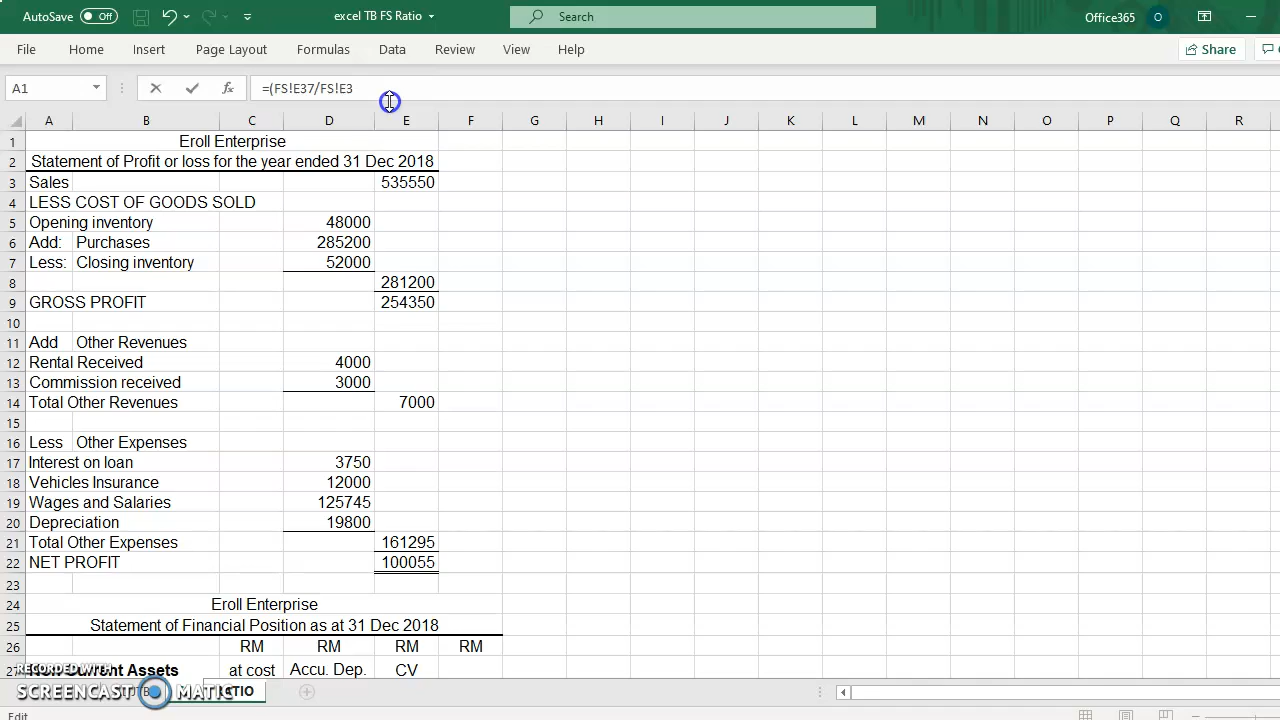 AutoSave Off excel TB FS Ratio Search Office365 O
File Home Insert Page Layout Formulas Data Review View Help Share
A1 fx =(FS!E37/FS!E3
A B C D E F G H I J K L M N O P Q R
1 Eroll Enterprise
2 Statement of Profit or loss for the year ended 31 Dec 2018
3 Sales 535550
4 LESS COST OF GOODS SOLD
5 Opening inventory 48000
6 Add: Purchases 285200
7 Less: Closing inventory 52000
8 281200
9 GROSS PROFIT 254350
10
11 Add Other Revenues
12 Rental Received 4000
13 Commission received 3000
14 Total Other Revenues 7000
15
16 Less Other Expenses
17 Interest on loan 3750
18 Vehicles Insurance 12000
19 Wages and Salaries 125745
20 Depreciation 19800
21 Total Other Expenses 161295
22 NET PROFIT 100055
23
24 Eroll Enterprise
25 Statement of Financial Position as at 31 Dec 2018
26 RM RM RM RM
Current Assets at cost Accu. Dep. CV
RECORDED WITH
SCREENCAST MATIC
Edit